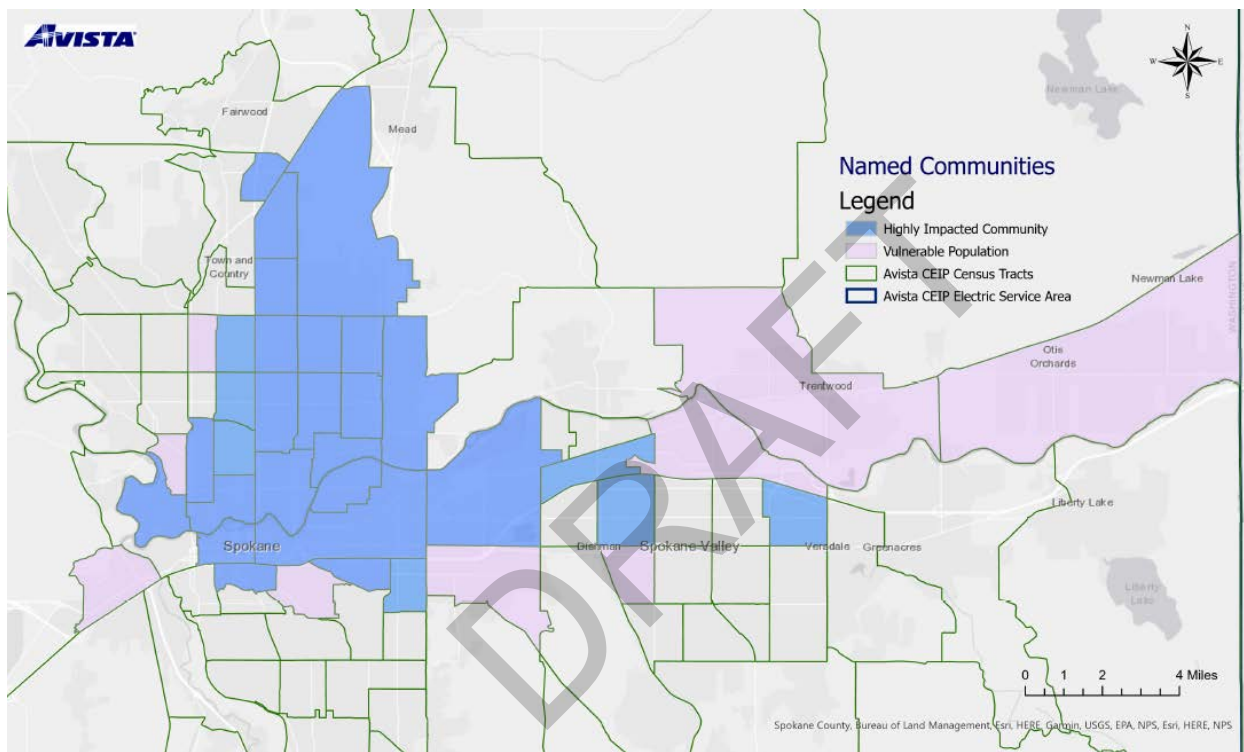 AVISTA
N
W
E
S
Newman Lake
Fairwood
Mead
Named Communities
Legend
Highly Impacted Community
Vulnerable Population
Avista CEIP Census Tracts
Avista CEIP Electric Service Area
Town and
Country
Newman Lake
WASHINGTON
Otis
Orchards
Trentwood
DRAFT
Liberty Lake
Spokane
Dishman
Spokane Valley
Veradale
Greenacres
Liberty
Lake
0 1 2 4 Miles
Spokane County, Bureau of Land Management, Esri, HERE, Garmin, USGS, EPA, NPS, Esri, HERE, NPS